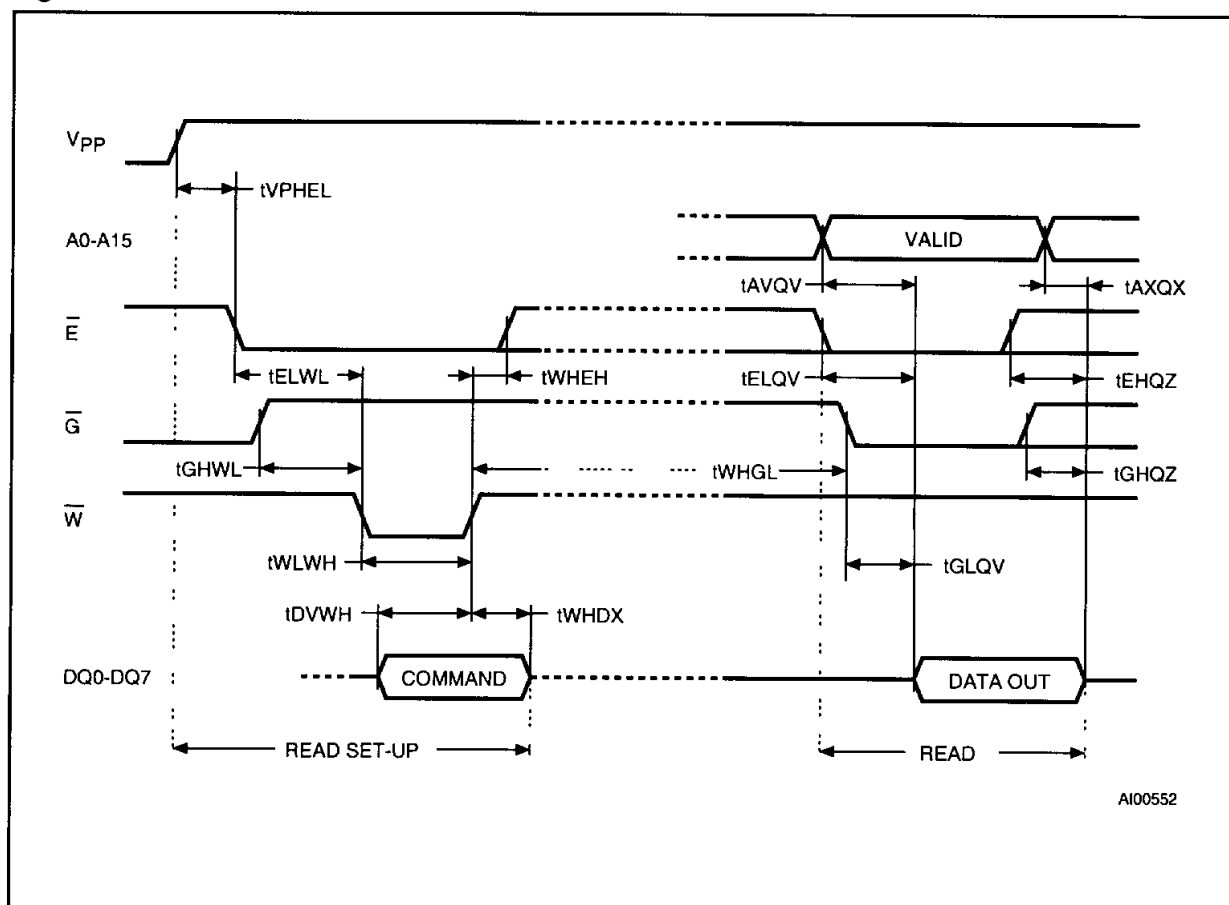 VPP
tVPHEL
A0-A15
VALID
tAVQV
tAXQX
E
tELWL
tWHEH
tELQV
tEHQZ
G
tGHWL
tWHGL
tGHQZ
W
tWLWH
tGLQV
tDVWH
tWHDX
DQ0-DQ7
COMMAND
DATA OUT
READ SET-UP
READ
AI00552